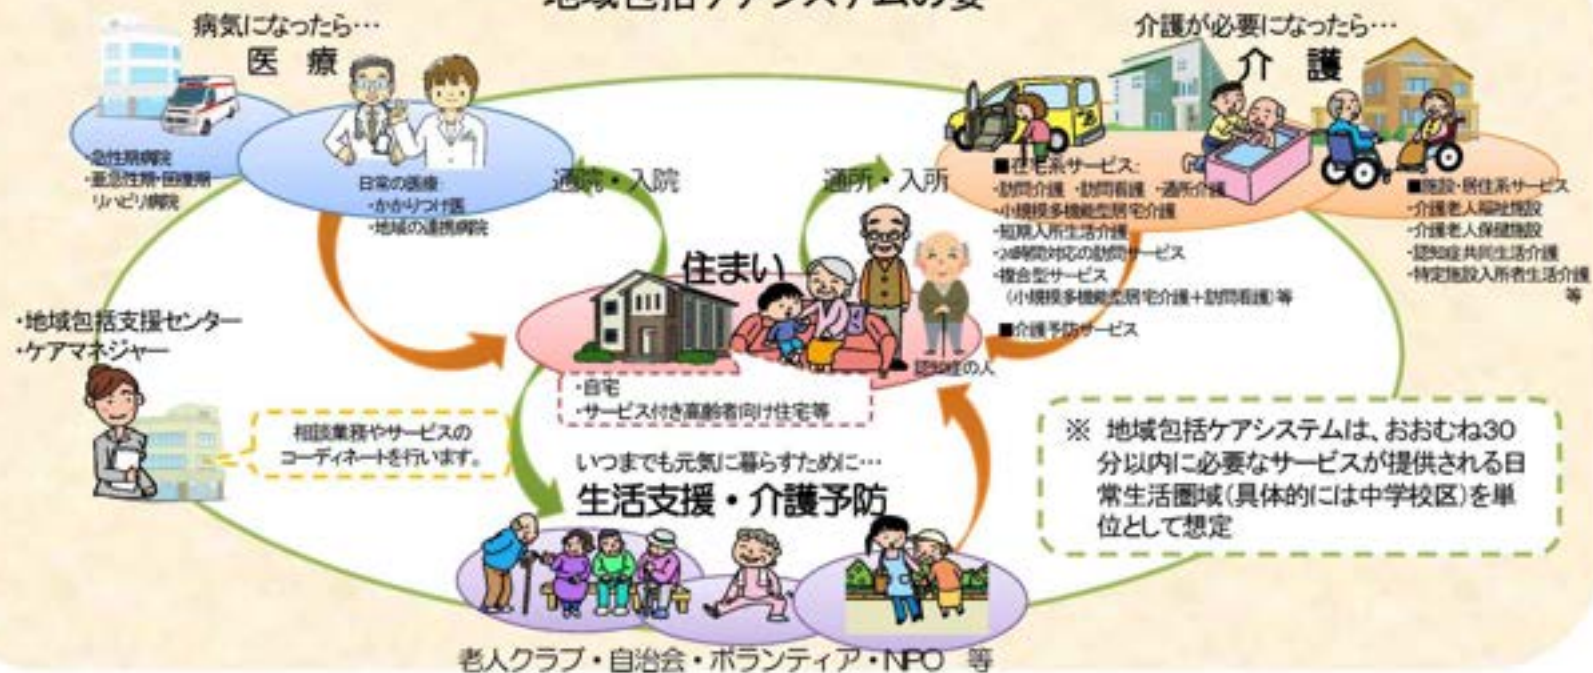 地域包括ケアシステムの姿
病気になったら…
医 療
・急性期病院
・亜急性期・回復期
リハビリ病院
日常の医療:
・かかりつけ医
・地域の連携病院
通院・入院
通所・入所
介護が必要になったら…
介 護
■在宅系サービス:
・訪問介護 ・訪問看護 ・通所介護
・小規模多機能型居宅介護
・短期入所生活介護
・24時間対応の訪問サービス
・複合型サービス
（小規模多機能型居宅介護＋訪問看護）等
■介護予防サービス
■施設・居住系サービス
・介護老人福祉施設
・介護老人保健施設
・認知症共同生活介護
・特定施設入所者生活介護
等
住まい
認知症の人
・自宅
・サービス付き高齢者向け住宅等
・地域包括支援センター
・ケアマネジャー
相談業務やサービスの
コーディネートを行います。
いつまでも元気に暮らすために…
生活支援・介護予防
老人クラブ・自治会・ボランティア・NPO 等
※ 地域包括ケアシステムは、おおむね30
分以内に必要なサービスが提供される日
常生活圏域（具体的には中学校区）を単
位として想定